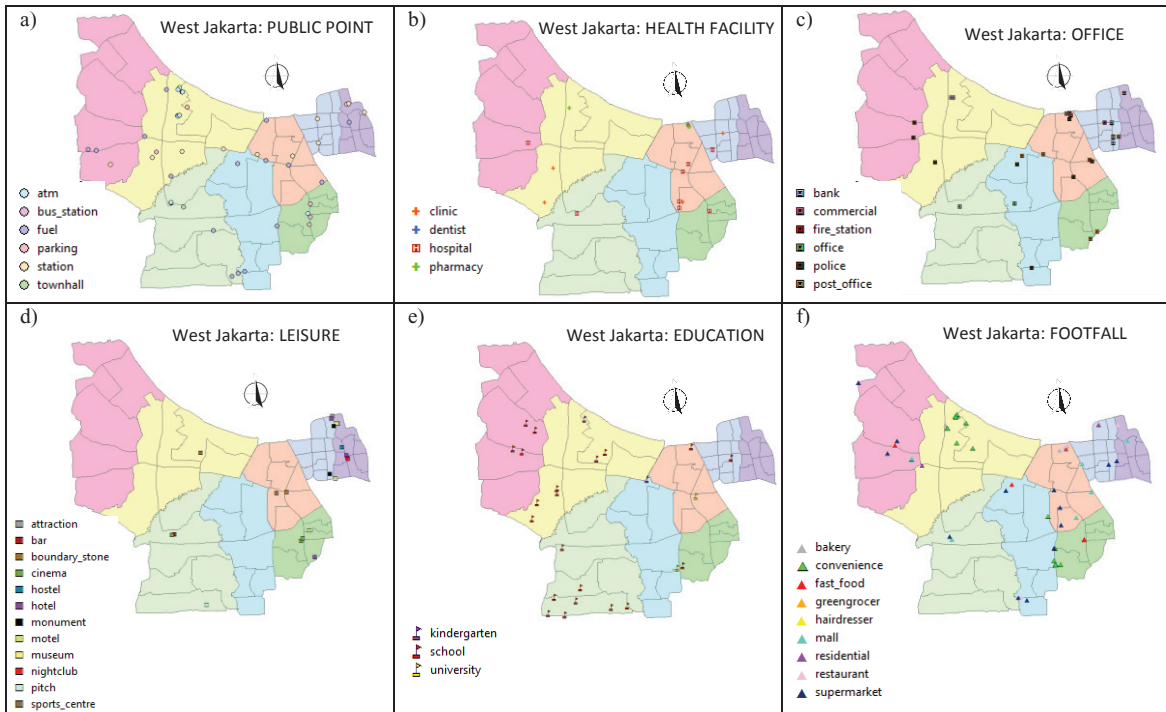 a)
West Jakarta: PUBLIC POINT
atm
bus_station
fuel
parking
station
townhall
b)
West Jakarta: HEALTH FACILITY
clinic
dentist
hospital
pharmacy
c)
West Jakarta: OFFICE
bank
commercial
fire_station
office
police
post_office
d)
West Jakarta: LEISURE
attraction
bar
boundary_stone
cinema
hostel
hotel
monument
motel
museum
nightclub
pitch
sports_centre
e)
West Jakarta: EDUCATION
kindergarten
school
university
f)
West Jakarta: FOOTFALL
bakery
convenience
fast_food
greengrocer
hairdresser
mall
residential
restaurant
supermarket